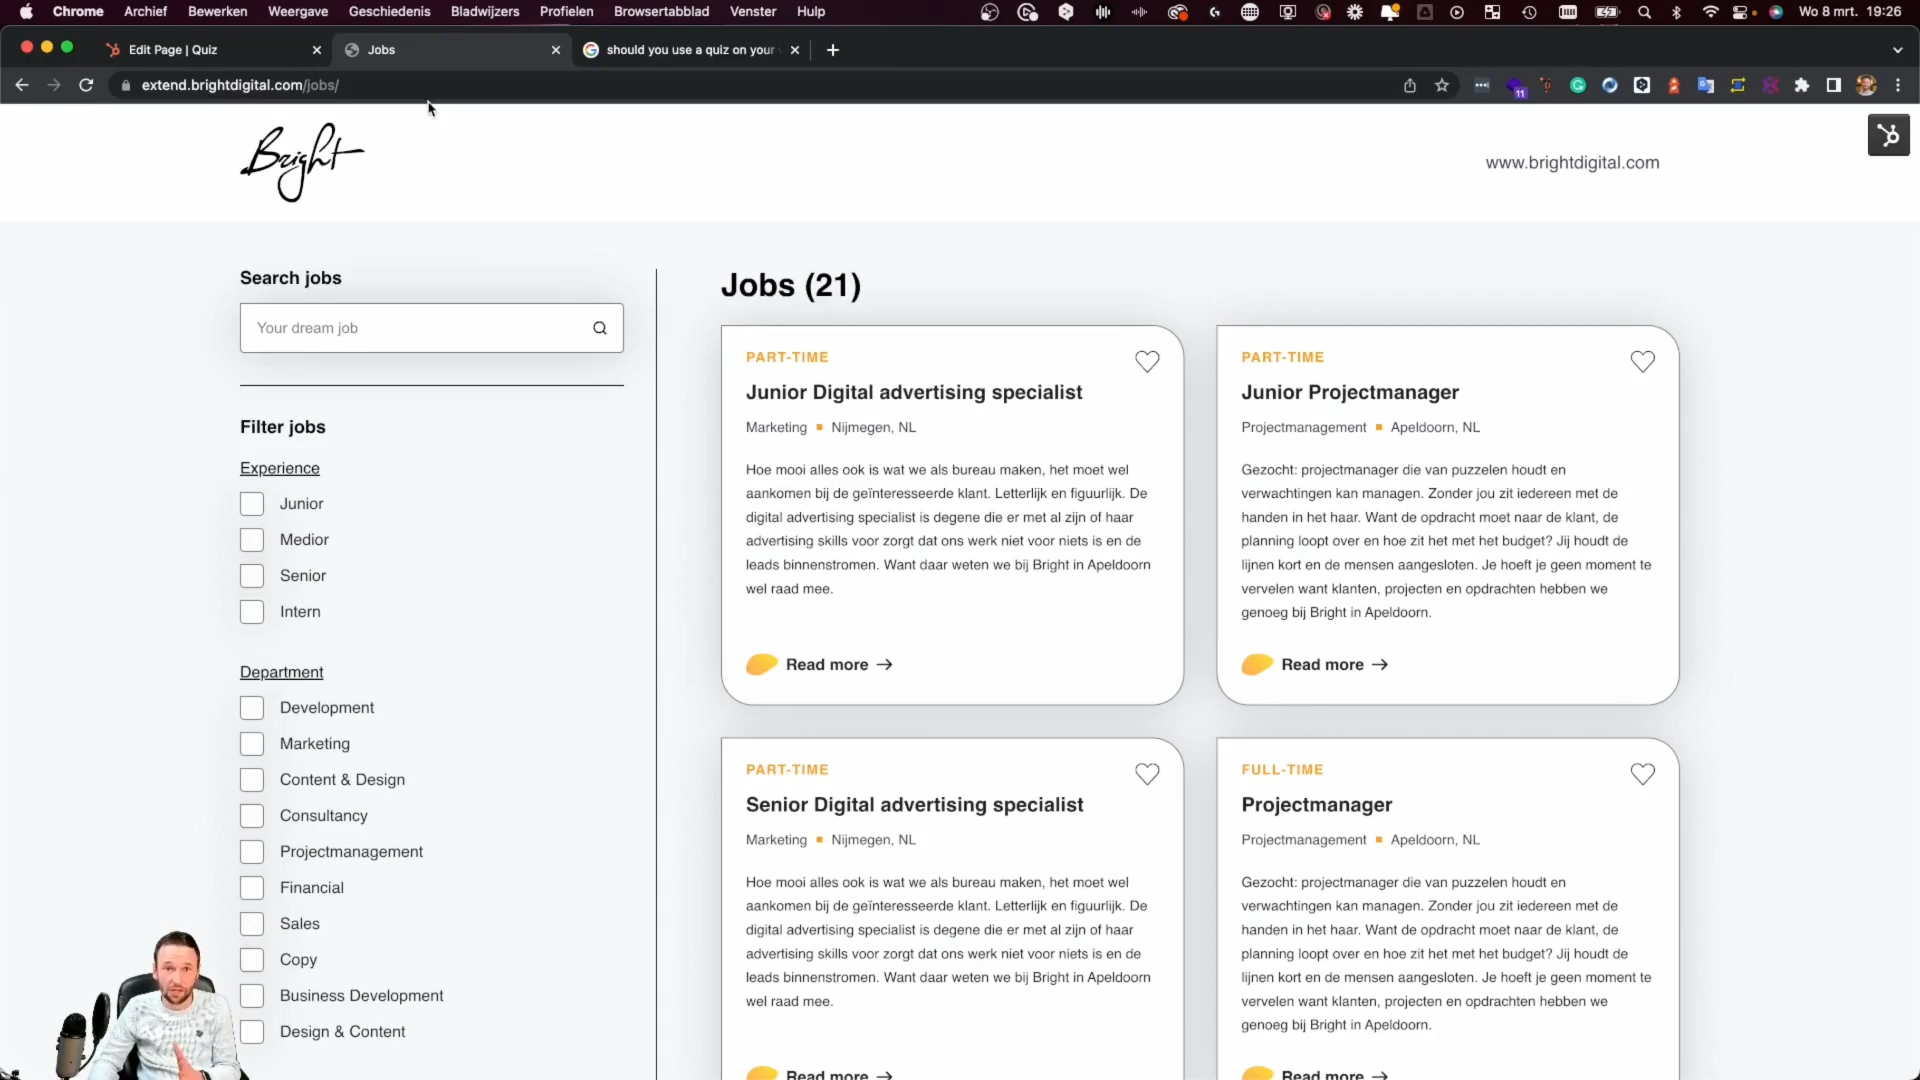 Chrome Archief Bewerken Weergave Geschiedenis Bladwijzers Profielen Browsertabblad Venster Hulp Wo 8 mrt. 19:26
Edit Page | Quiz
Jobs
should you use a quiz on your
extend.brightdigital.com/jobs/
11
Bright
www.brightdigital.com
Search jobs
Your dream job
Filter jobs
Experience
Junior
Medior
Senior
Intern
Department
Development
Marketing
Content & Design
Consultancy
Projectmanagement
Financial
Sales
Copy
Business Development
Design & Content
Jobs (21)
PART-TIME
Junior Digital advertising specialist
Marketing Nijmegen, NL
Hoe mooi alles ook is wat we als bureau maken, het moet wel
aankomen bij de geïnteresseerde klant. Letterlijk en figuurlijk. De
digital advertising specialist is degene die er met al zijn of haar
advertising skills voor zorgt dat ons werk niet voor niets is en de
leads binnenstromen. Want daar weten we bij Bright in Apeldoorn
wel raad mee.
Read more
PART-TIME
Junior Projectmanager
Projectmanagement Apeldoorn, NL
Gezocht: projectmanager die van puzzelen houdt en
verwachtingen kan managen. Zonder jou zit iedereen met de
handen in het haar. Want de opdracht moet naar de klant, de
planning loopt over en hoe zit het met het budget? Jij houdt de
lijnen kort en de mensen aangesloten. Je hoeft je geen moment te
vervelen want klanten, projecten en opdrachten hebben we
genoeg bij Bright in Apeldoorn.
Read more
PART-TIME
Senior Digital advertising specialist
Marketing Nijmegen, NL
Hoe mooi alles ook is wat we als bureau maken, het moet wel
aankomen bij de geïnteresseerde klant. Letterlijk en figuurlijk. De
digital advertising specialist is degene die er met al zijn of haar
advertising skills voor zorgt dat ons werk niet voor niets is en de
leads binnenstromen. Want daar weten we bij Bright in Apeldoorn
wel raad mee.
Read more
FULL-TIME
Projectmanager
Projectmanagement Apeldoorn, NL
Gezocht: projectmanager die van puzzelen houdt en
verwachtingen kan managen. Zonder jou zit iedereen met de
handen in het haar. Want de opdracht moet naar de klant, de
planning loopt over en hoe zit het met het budget? Jij houdt de
lijnen kort en de mensen aangesloten. Je hoeft je geen moment te
vervelen want klanten, projecten en opdrachten hebben we
genoeg bij Bright in Apeldoorn.
Read more